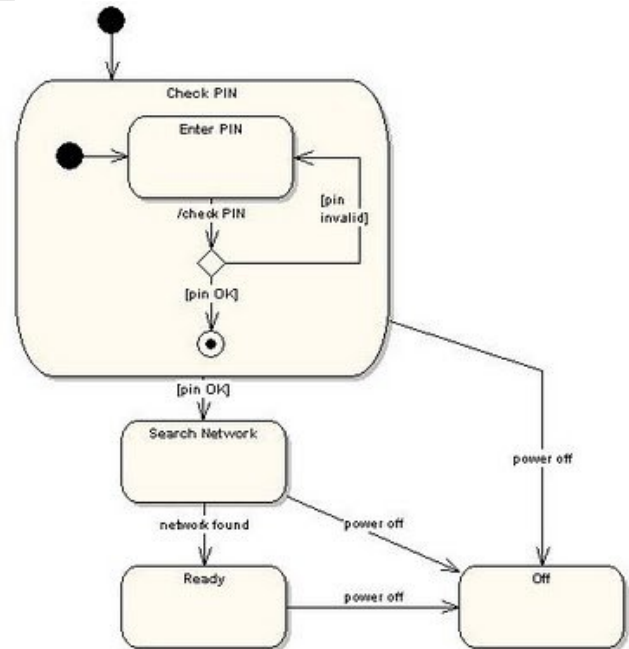 Check PIN
Enter PIN
/check PIN
[pin
invalid]
[pin OK]
[pin OK]
Search Network
power off
network found
power off
Ready
Off
power off